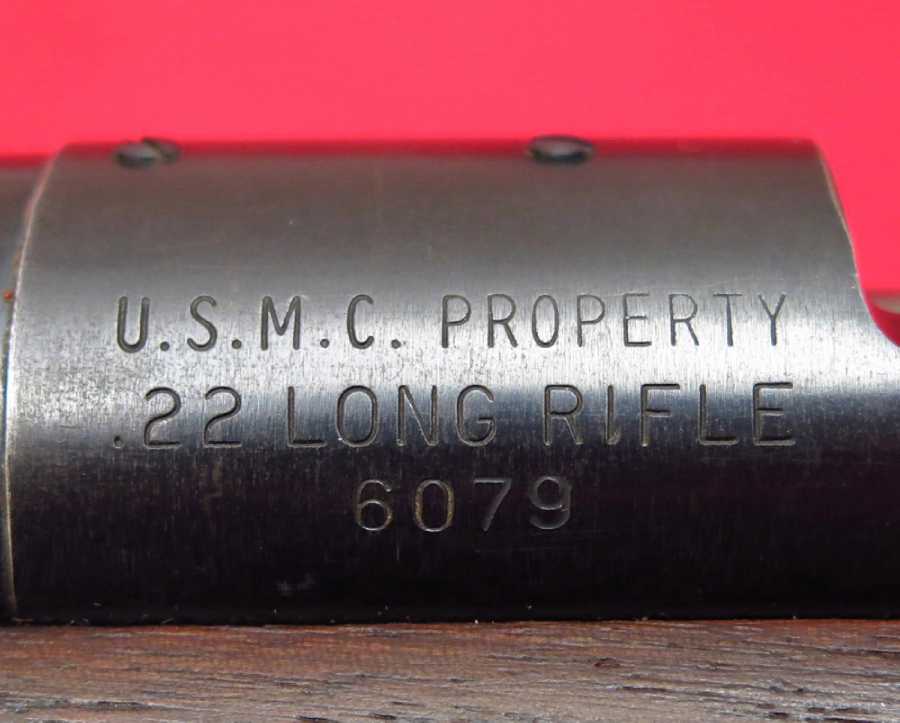 U.S.M.C. PROPERTY
.22 LONG RIFLE
6079